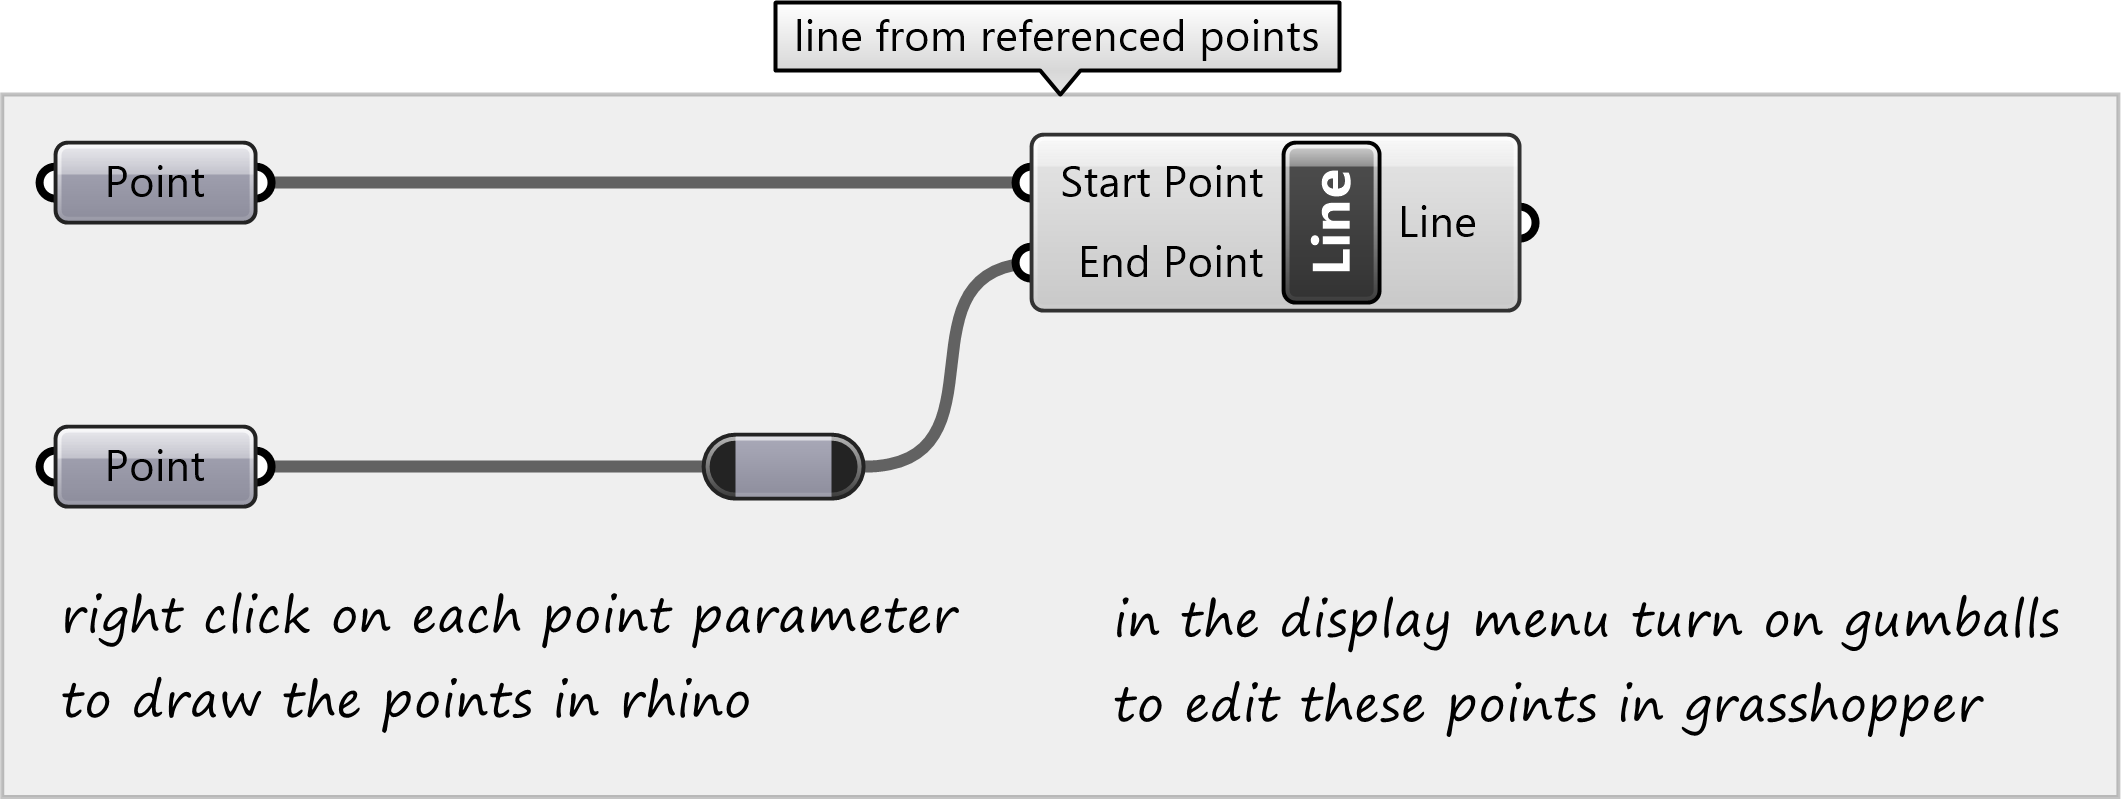 line from referenced points
Point
Start Point
End Point
Line
Line
Point
right click on each point parameter
to draw the points in rhino
in the display menu turn on gumballs
to edit these points in grasshopper